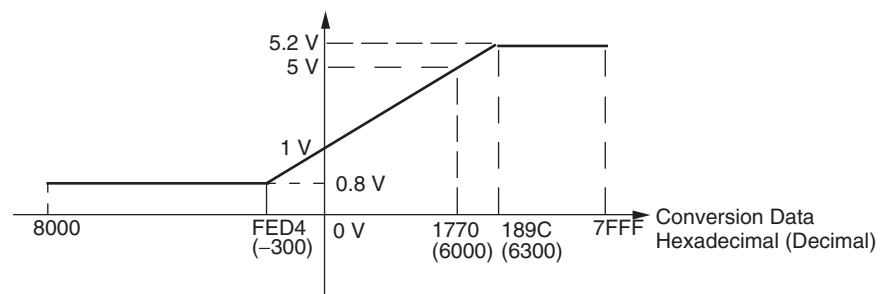 5.2 V
5 V
1 V
0.8 V
8000 FED4 0 V 1770 189C 7FFF Conversion Data
(−300) (6000) (6300) Hexadecimal (Decimal)